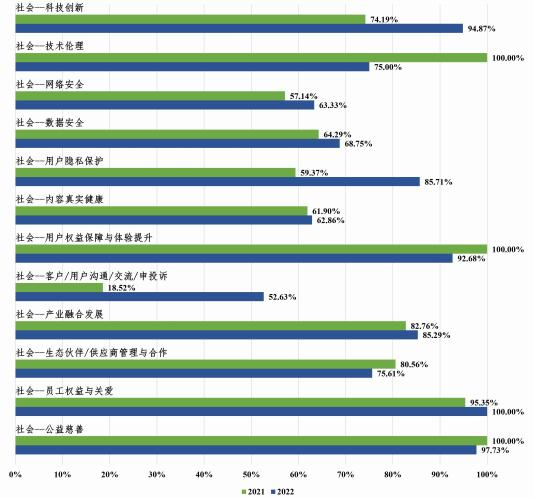 社会--科技创新
74.19%
94.87%
社会--技术伦理
100.00%
75.00%
社会--网络安全
57.14%
63.33%
社会--数据安全
64.29%
68.75%
社会--用户隐私保护
59.37%
85.71%
社会--内容真实健康
61.90%
62.86%
社会--用户权益保障与体验提升
100.00%
92.68%
社会--客户/用户沟通/交流/申投诉
18.52%
52.63%
社会--产业融合发展
82.76%
85.29%
社会--生态伙伴/供应商管理与合作
80.56%
75.61%
社会--员工权益与关爱
95.35%
100.00%
社会--公益慈善
100.00%
97.73%
0% 10% 20% 30% 40% 50% 60% 70% 80% 90% 100%
2021 2022